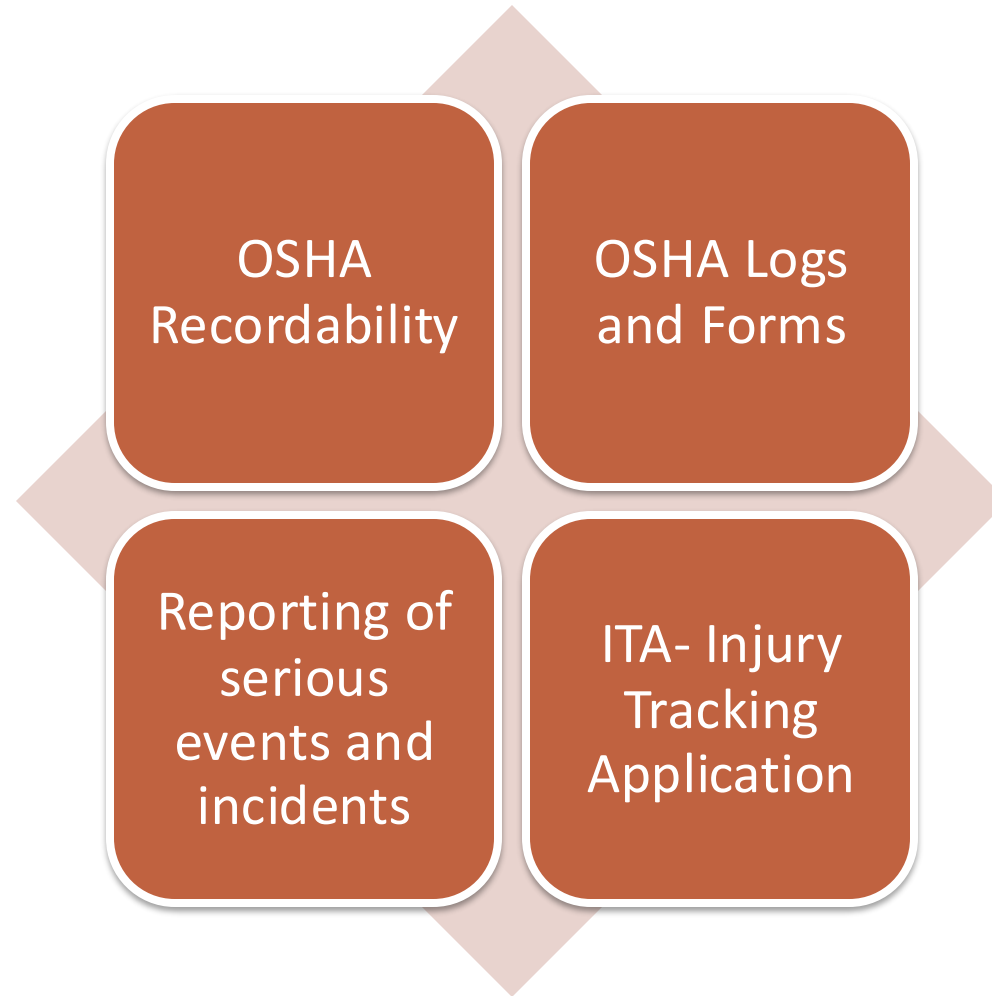 OSHA
Recordability
OSHA Logs
and Forms
Reporting of
serious
events and
incidents
ITA- Injury
Tracking
Application